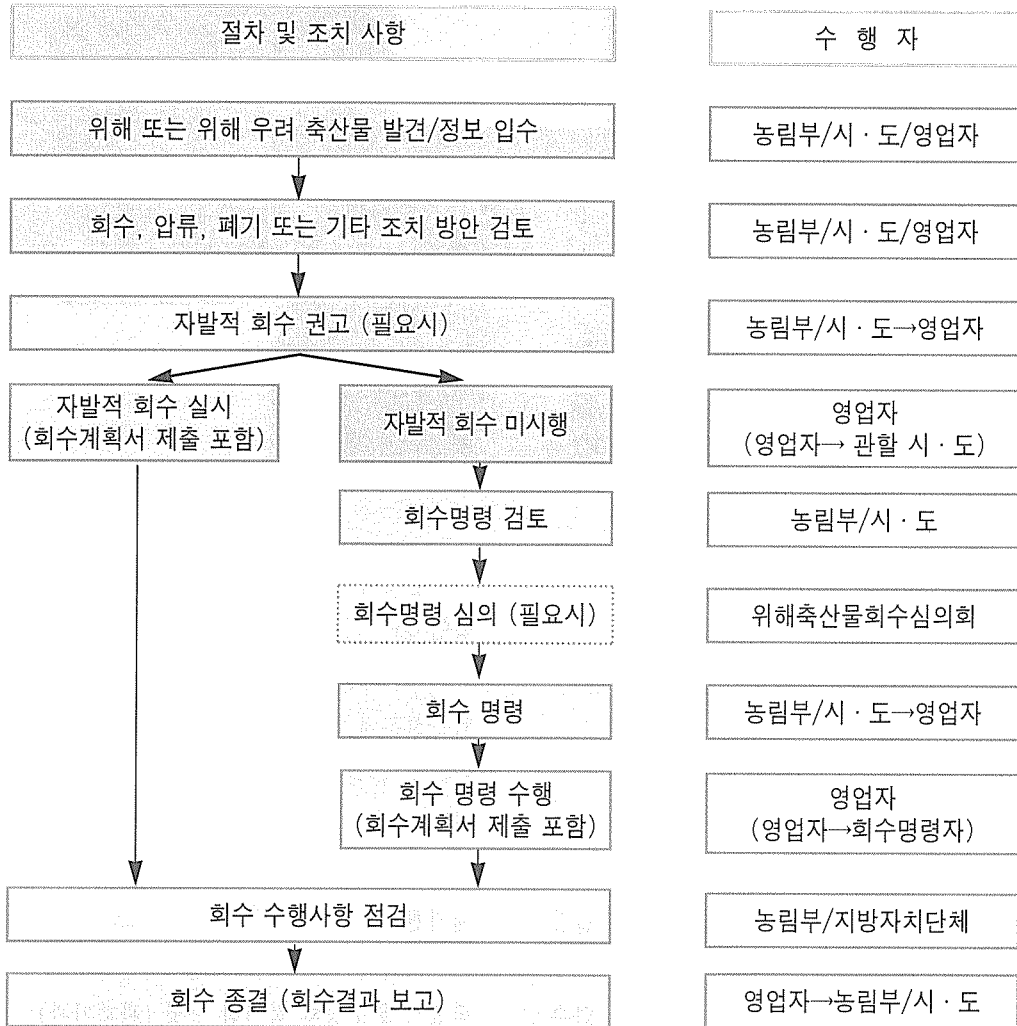 절차 및 조치 사항
수 행 자
위해 또는 위해 우려 축산물 발견/정보 입수
농림부/시 · 도/영업자
회수, 압류, 폐기 또는 기타 조치 방안 검토
농림부/시 · 도/영업자
자발적 회수 권고 (필요시)
농림부/시 · 도→영업자
자발적 회수 실시
(회수계획서 제출 포함)
자발적 회수 미시행
영업자
(영업자→ 관할 시 · 도)
회수명령 검토
농림부/시 · 도
회수명령 심의 (필요시)
위해축산물회수심의회
회수 명령
농림부/시 · 도→영업자
회수 명령 수행
(회수계획서 제출 포함)
영업자
(영업자→회수명령자)
회수 수행사항 점검
농림부/지방자치단체
회수 종결 (회수결과 보고)
영업자→농림부/시 · 도